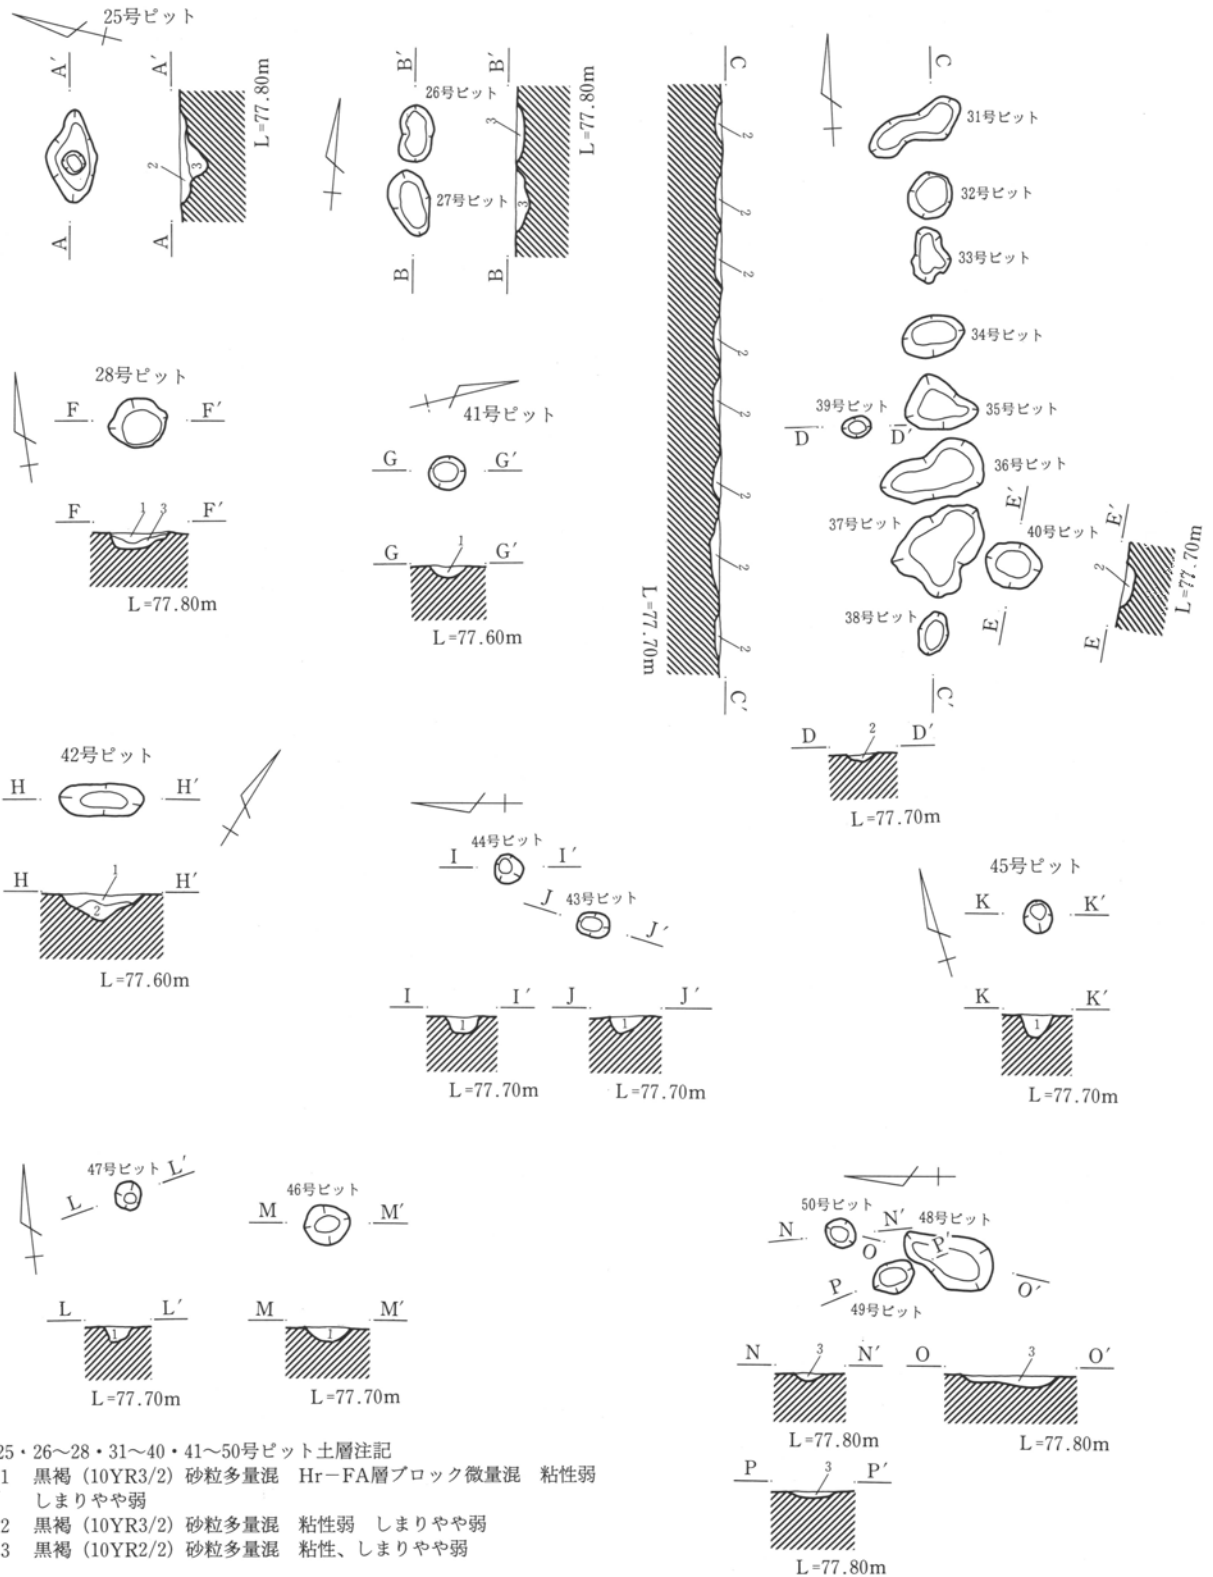 25号ピット
A′
A′
A
A
2
3
L=77.80m
B′
B′
26号ピット
27号ピット
B
B
3
3
L=77.80m
C
C
2
2
2
2
2
2
2
2
L=77.70m
C′
C′
31号ピット
32号ピット
33号ピット
34号ピット
35号ピット
39号ピット
D
D′
36号ピット
37号ピット
E′
40号ピット
E
38号ピット
E′
2
E
L=77.70m
D
D′
2
L=77.70m
28号ピット
F
F′
F
F′
1
3
L=77.80m
41号ピット
G
G′
G
G′
1
L=77.60m
42号ピット
H
H′
H
H′
1
2
L=77.60m
44号ピット
I
I′
43号ピット
J
J′
I
I′
J
J′
1
1
L=77.70m
L=77.70m
45号ピット
K
K′
K
K′
1
L=77.70m
47号ピット
L
L′
L
L′
1
L=77.70m
46号ピット
M
M′
M
M′
1
L=77.70m
50号ピット
48号ピット
N
N′
O
O′
P
P′
49号ピット
N
N′
3
L=77.80m
O
O′
3
L=77.80m
P
P′
3
L=77.80m
25・26～28・31～40・41～50号ピット土層注記
1 黒褐（10YR3/2）砂粒多量混 Hr－FA層ブロック微量混 粘性弱
しまりやや弱
2 黒褐（10YR3/2）砂粒多量混 粘性弱 しまりやや弱
3 黒褐（10YR2/2）砂粒多量混 粘性、しまりやや弱